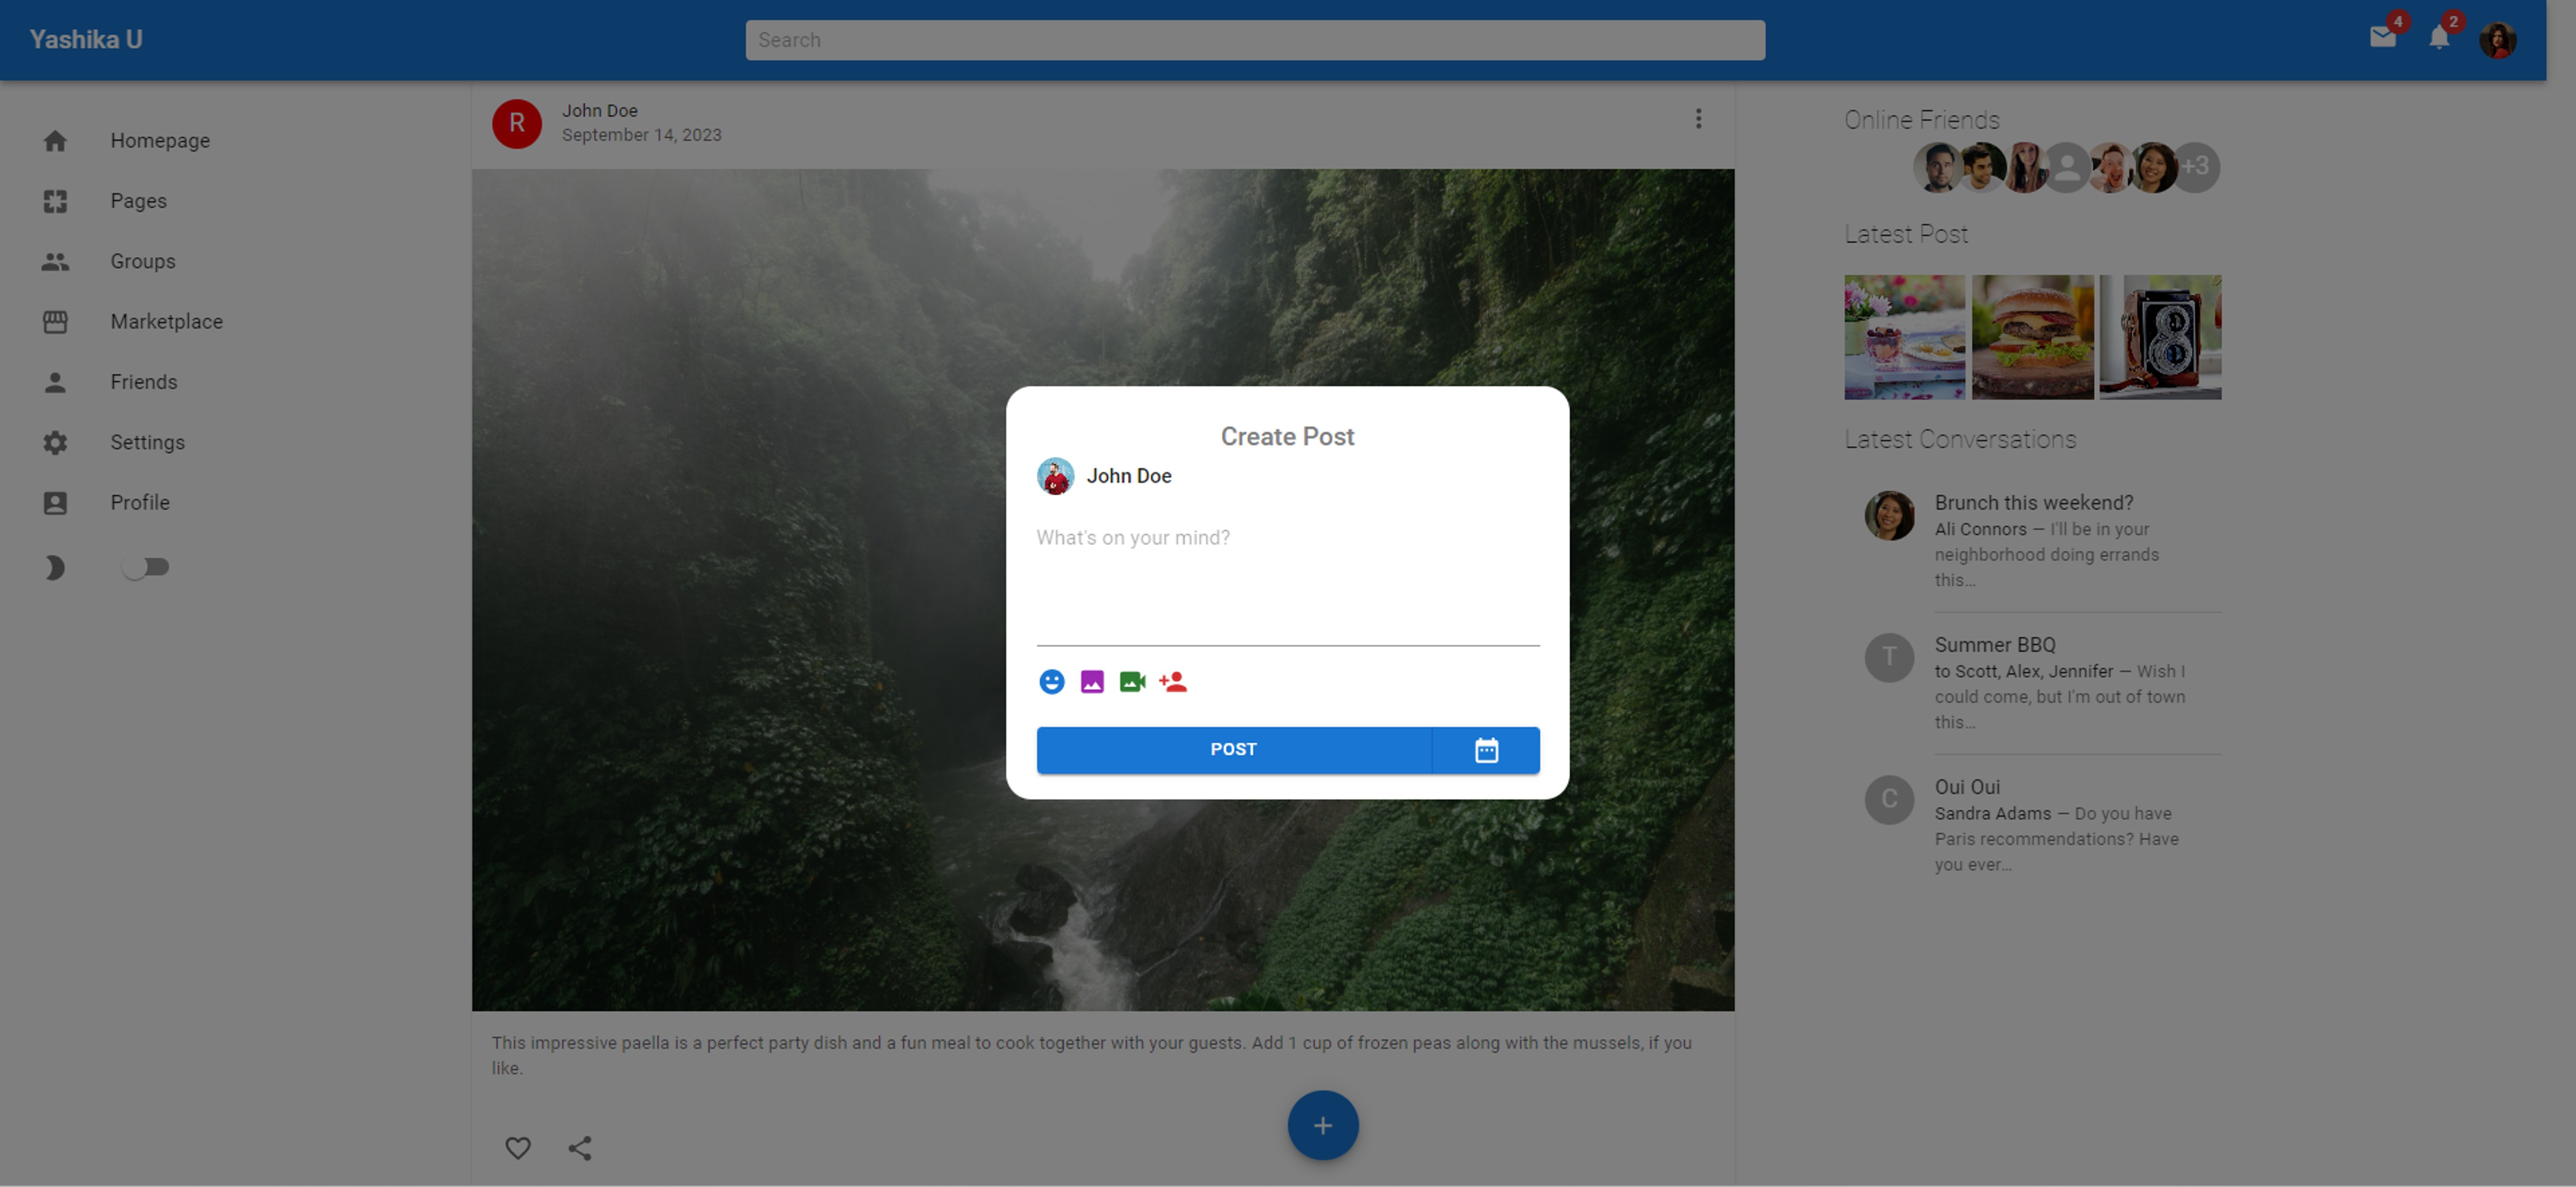 Yashika U
Search
4
2
Homepage
Pages
Groups
Marketplace
Friends
Settings
Profile
R
John Doe
September 14, 2023
This impressive paella is a perfect party dish and a fun meal to cook together with your guests. Add 1 cup of frozen peas along with the mussels, if you
like.
+
Create Post
John Doe
What's on your mind?
POST
Online Friends
+3
Latest Post
Latest Conversations
Brunch this weekend?
Ali Connors — I'll be in your
neighborhood doing errands
this…
T
Summer BBQ
to Scott, Alex, Jennifer — Wish I
could come, but I'm out of town
this…
C
Oui Oui
Sandra Adams — Do you have
Paris recommendations? Have
you ever…